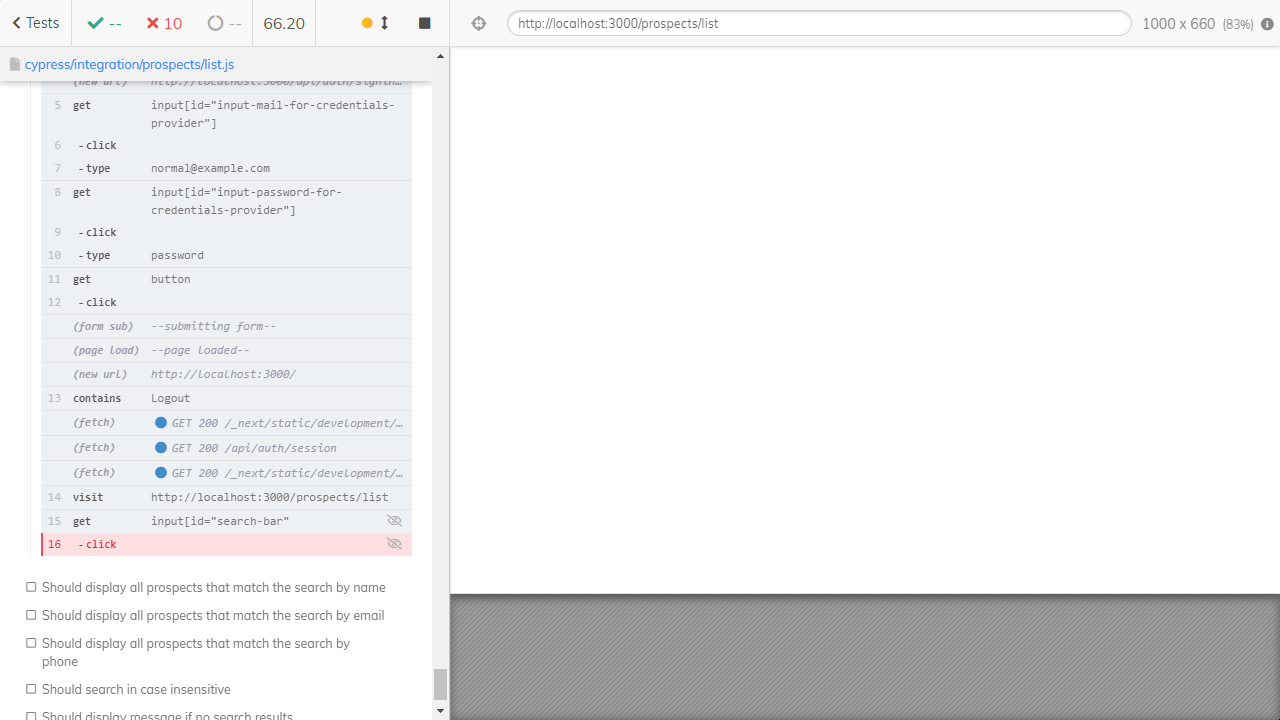 Tests
--
10
--
66.20
http://localhost:3000/prospects/list
1000 x 660 (83%)
cypress/integration/prospects/list.js
(new url) http://localhost:3000/api/auth/signin…
5 get input[id="input-mail-for-credentials-
provider"]
6 -click
7 -type normal@example.com
8 get input[id="input-password-for-
credentials-provider"]
9 -click
10 -type password
11 get button
12 -click
(form sub) --submitting form--
(page load) --page loaded--
(new url) http://localhost:3000/
13 contains Logout
(fetch) GET 200 /_next/static/development/…
(fetch) GET 200 /api/auth/session
(fetch) GET 200 /_next/static/development/…
14 visit http://localhost:3000/prospects/list
15 get input[id="search-bar"
16 -click
Should display all prospects that match the search by name
Should display all prospects that match the search by email
Should display all prospects that match the search by
phone
Should search in case insensitive
Should display message if no search results